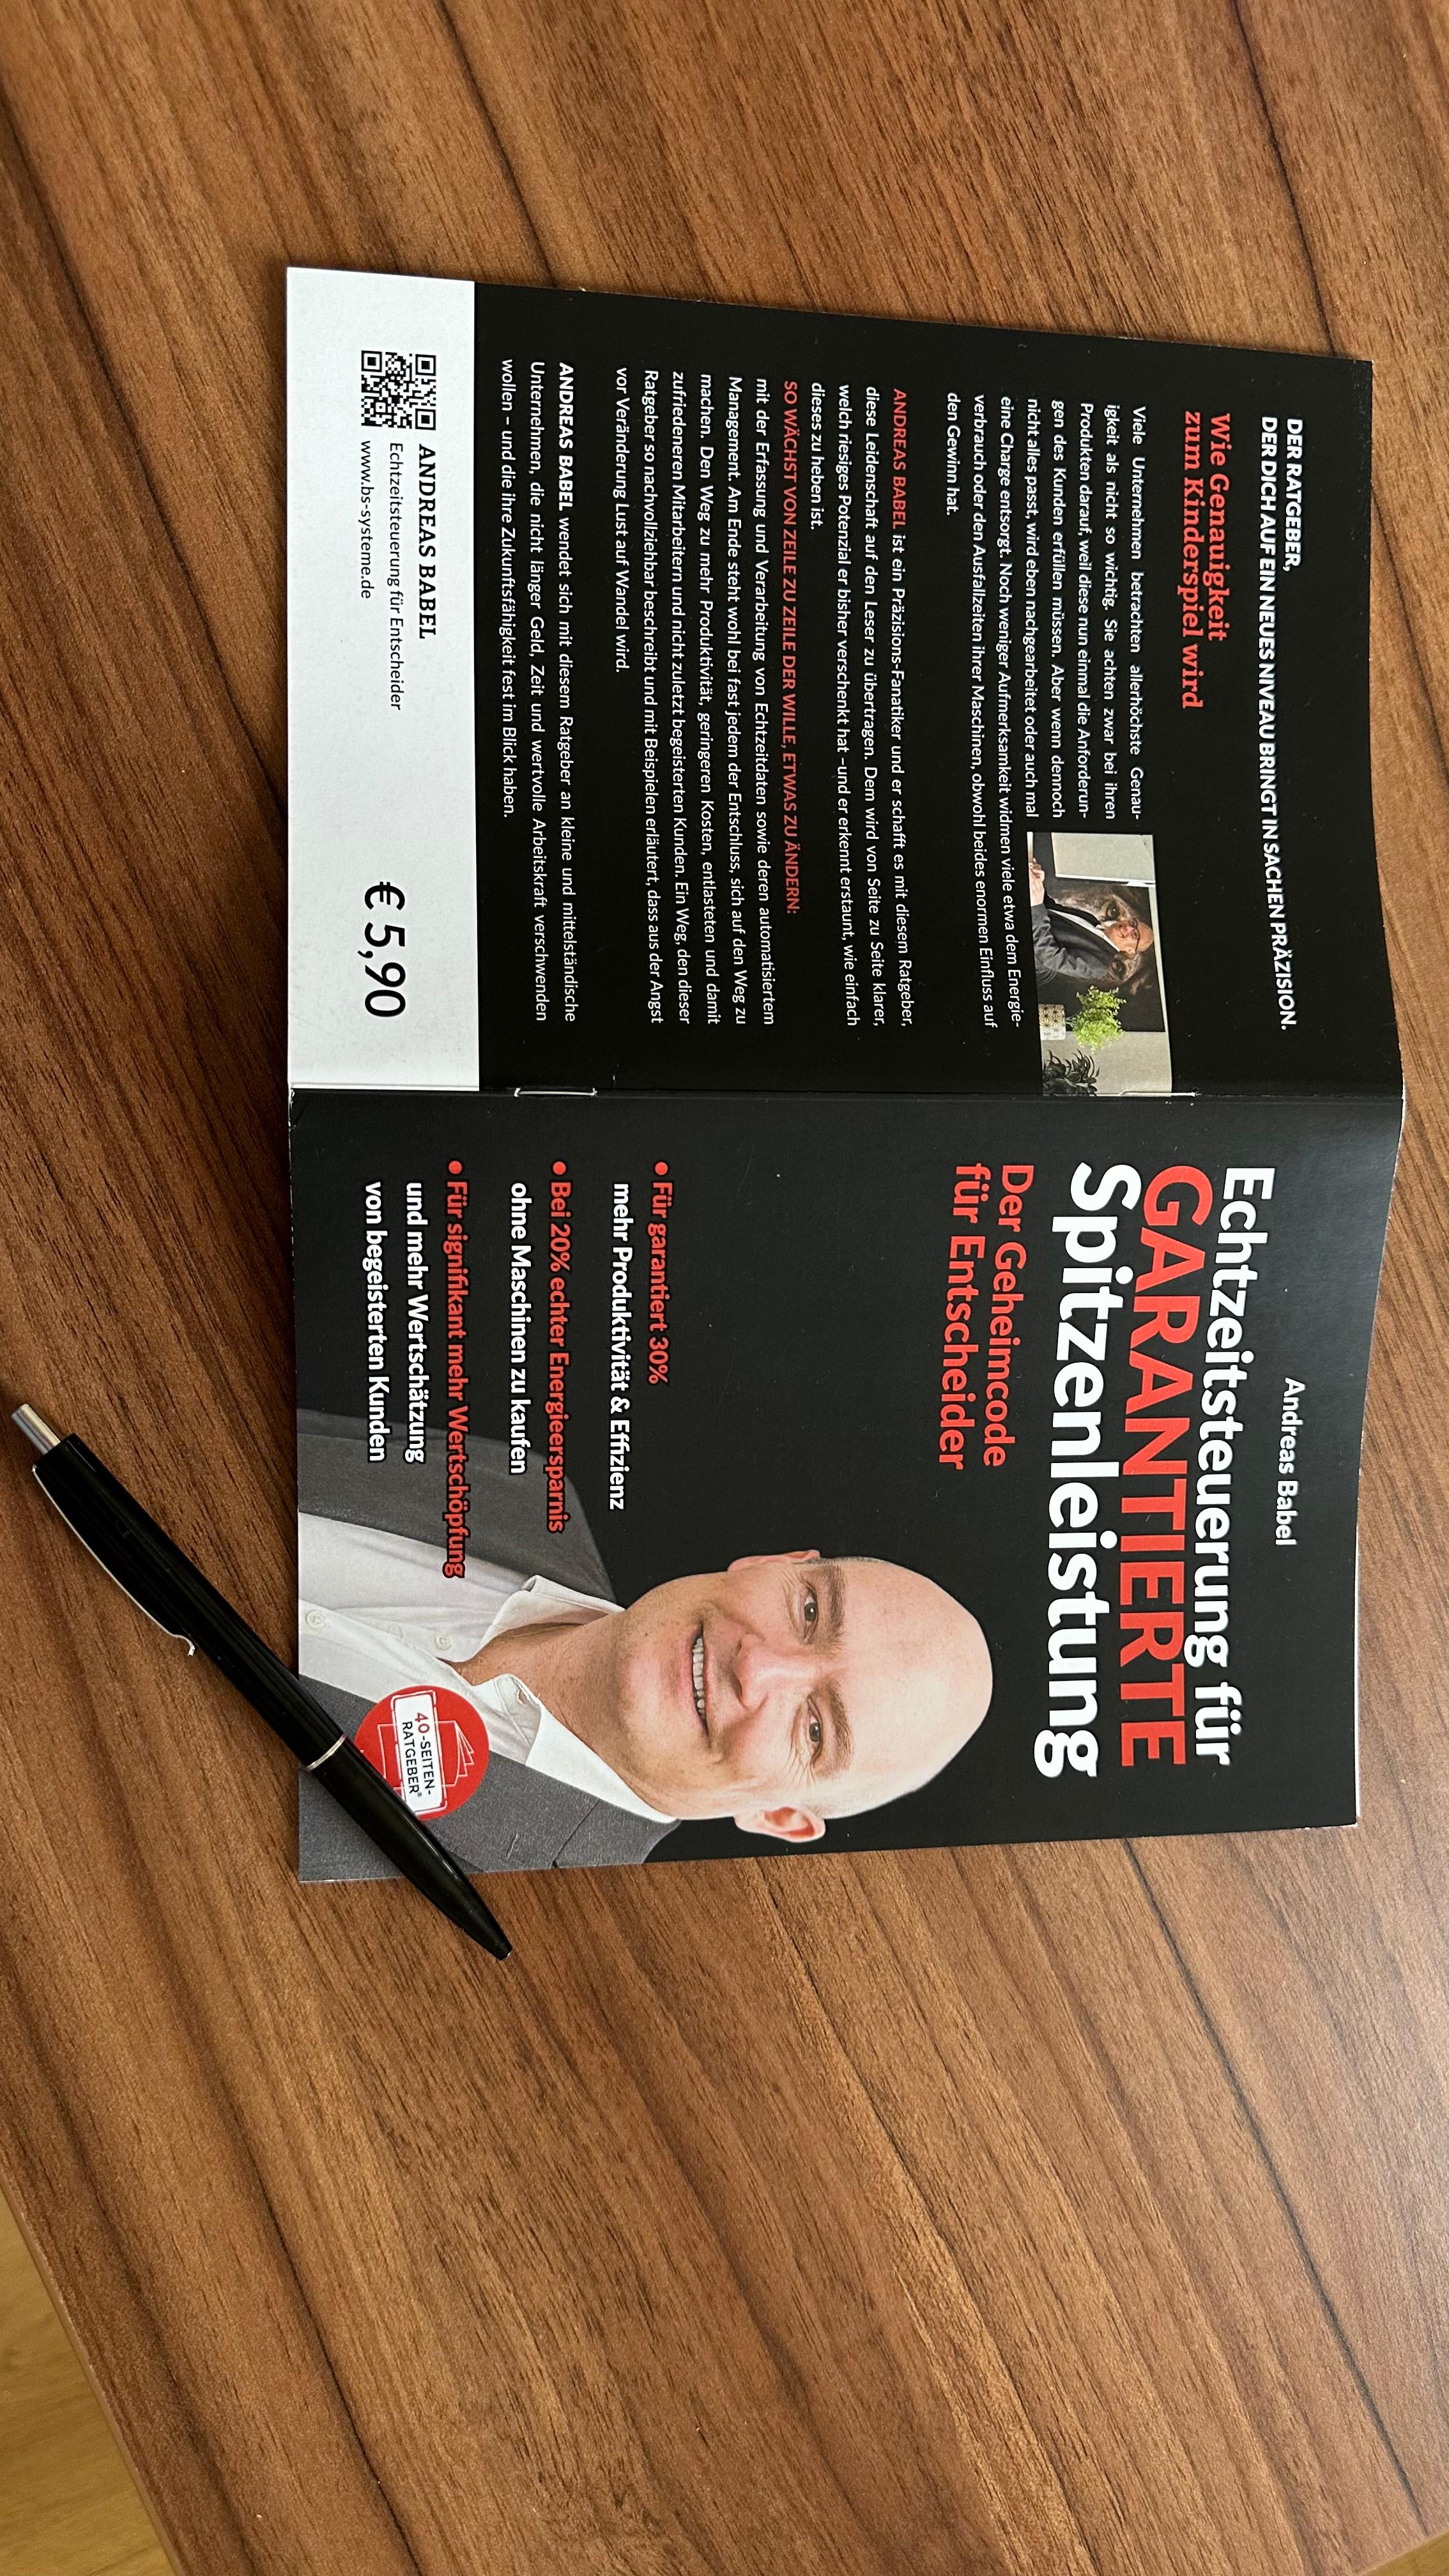 DER RATGEBER,
DER DICH AUF EIN NEUES NIVEAU BRINGT IN SACHEN PRÄZISION.
Wie Genauigkeit
zum Kinderspiel wird
Viele Unternehmen betrachten allerhöchste Genau-
igkeit als nicht so wichtig. Sie achten zwar bei ihren
Produkten darauf, weil diese nun einmal die Anforderun-
gen des Kunden erfüllen müssen. Aber wenn dennoch
nicht alles passt, wird eben nachgearbeitet oder auch mal
eine Charge entsorgt. Noch weniger Aufmerksamkeit widmen viele etwa dem Energie-
verbrauch oder den Ausfallzeiten ihrer Maschinen, obwohl beides enormen Einfluss auf
den Gewinn hat.
ANDREAS BABEL ist ein Präzisions-Fanatiker und er schafft es mit diesem Ratgeber,
diese Leidenschaft auf den Leser zu übertragen. Dem wird von Seite zu Seite klarer,
welch riesiges Potenzial er bisher verschenkt hat –und er erkennt erstaunt, wie einfach
dieses zu heben ist.
SO WÄCHST VON ZEILE ZU ZEILE DER WILLE, ETWAS ZU ÄNDERN:
mit der Erfassung und Verarbeitung von Echtzeitdaten sowie deren automatisiertem
Management. Am Ende steht wohl bei fast jedem der Entschluss, sich auf den Weg zu
machen. Den Weg zu mehr Produktivität, geringeren Kosten, entlasteten und damit
zufriedeneren Mitarbeitern und nicht zuletzt begeisterten Kunden. Ein Weg, den dieser
Ratgeber so nachvollziehbar beschreibt und mit Beispielen erläutert, dass aus der Angst
vor Veränderung Lust auf Wandel wird.
ANDREAS BABEL wendet sich mit diesem Ratgeber an kleine und mittelständische
Unternehmen, die nicht länger Geld, Zeit und wertvolle Arbeitskraft verschwenden
wollen – und die ihre Zukunftsfähigkeit fest im Blick haben.
ANDREAS BABEL
Echtzeitsteuerung für Entscheider
www.bs-systeme.de
€ 5,90
Andreas Babel
Echtzeitsteuerung für
GARANTIERTE
Spitzenleistung
Der Geheimcode
für Entscheider
• Für garantiert 30%
mehr Produktivität & Effizienz
• Bei 20% echter Energieersparnis
ohne Maschinen zu kaufen
• Für signifikant mehr Wertschöpfung
und mehr Wertschätzung
von begeisterten Kunden
40-SEITEN-
RATGEBER®